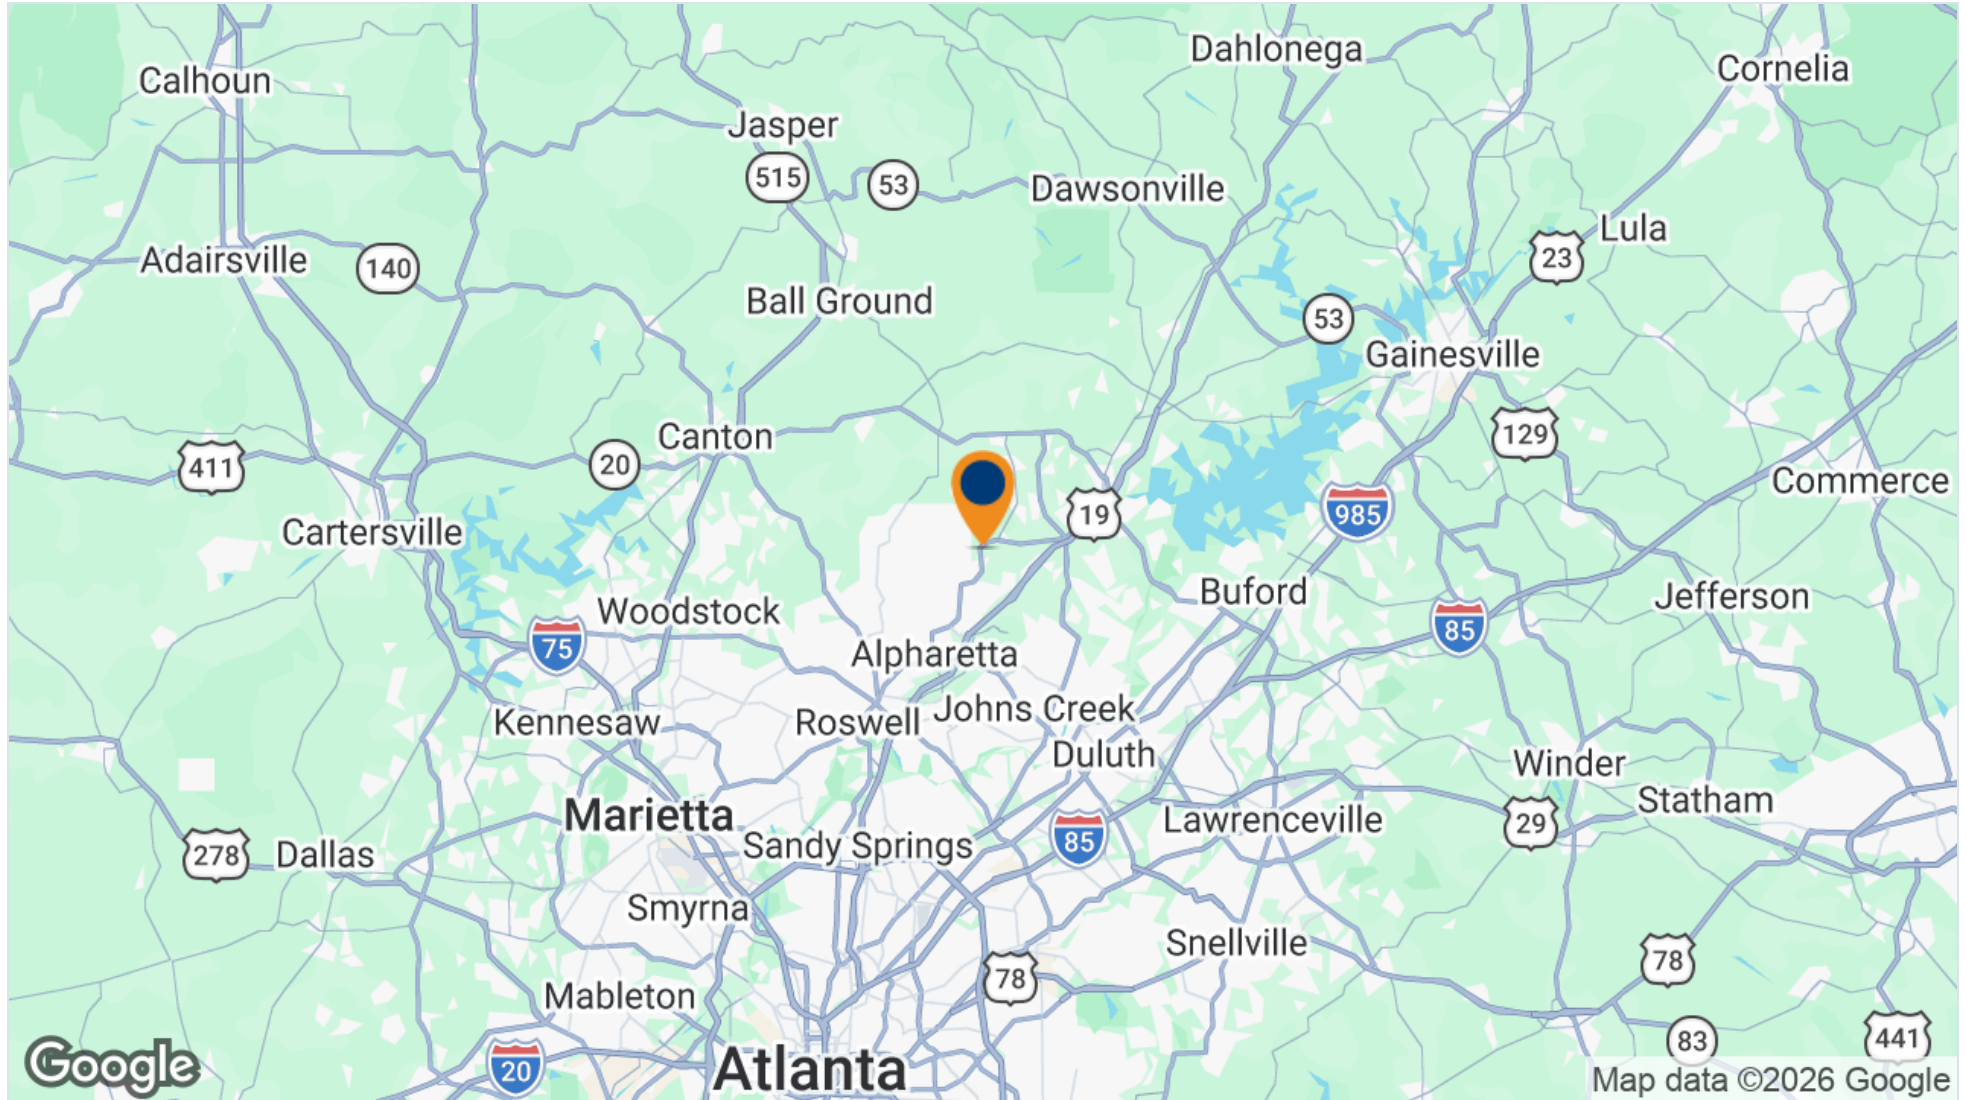 Dahlonega
Cornelia
Calhoun
Jasper
515
53
Dawsonville
Lula
23
Adairsville
140
Ball Ground
53
Gainesville
129
Canton
20
411
Commerce
19
985
Cartersville
Buford
Jefferson
Woodstock
85
75
Alpharetta
Johns Creek
Kennesaw
Roswell
Duluth
Winder
Statham
Marietta
Lawrenceville
29
85
Sandy Springs
278
Dallas
Smyrna
Snellville
78
78
Mableton
83
441
Google
20
Atlanta
Map data ©2026 Google